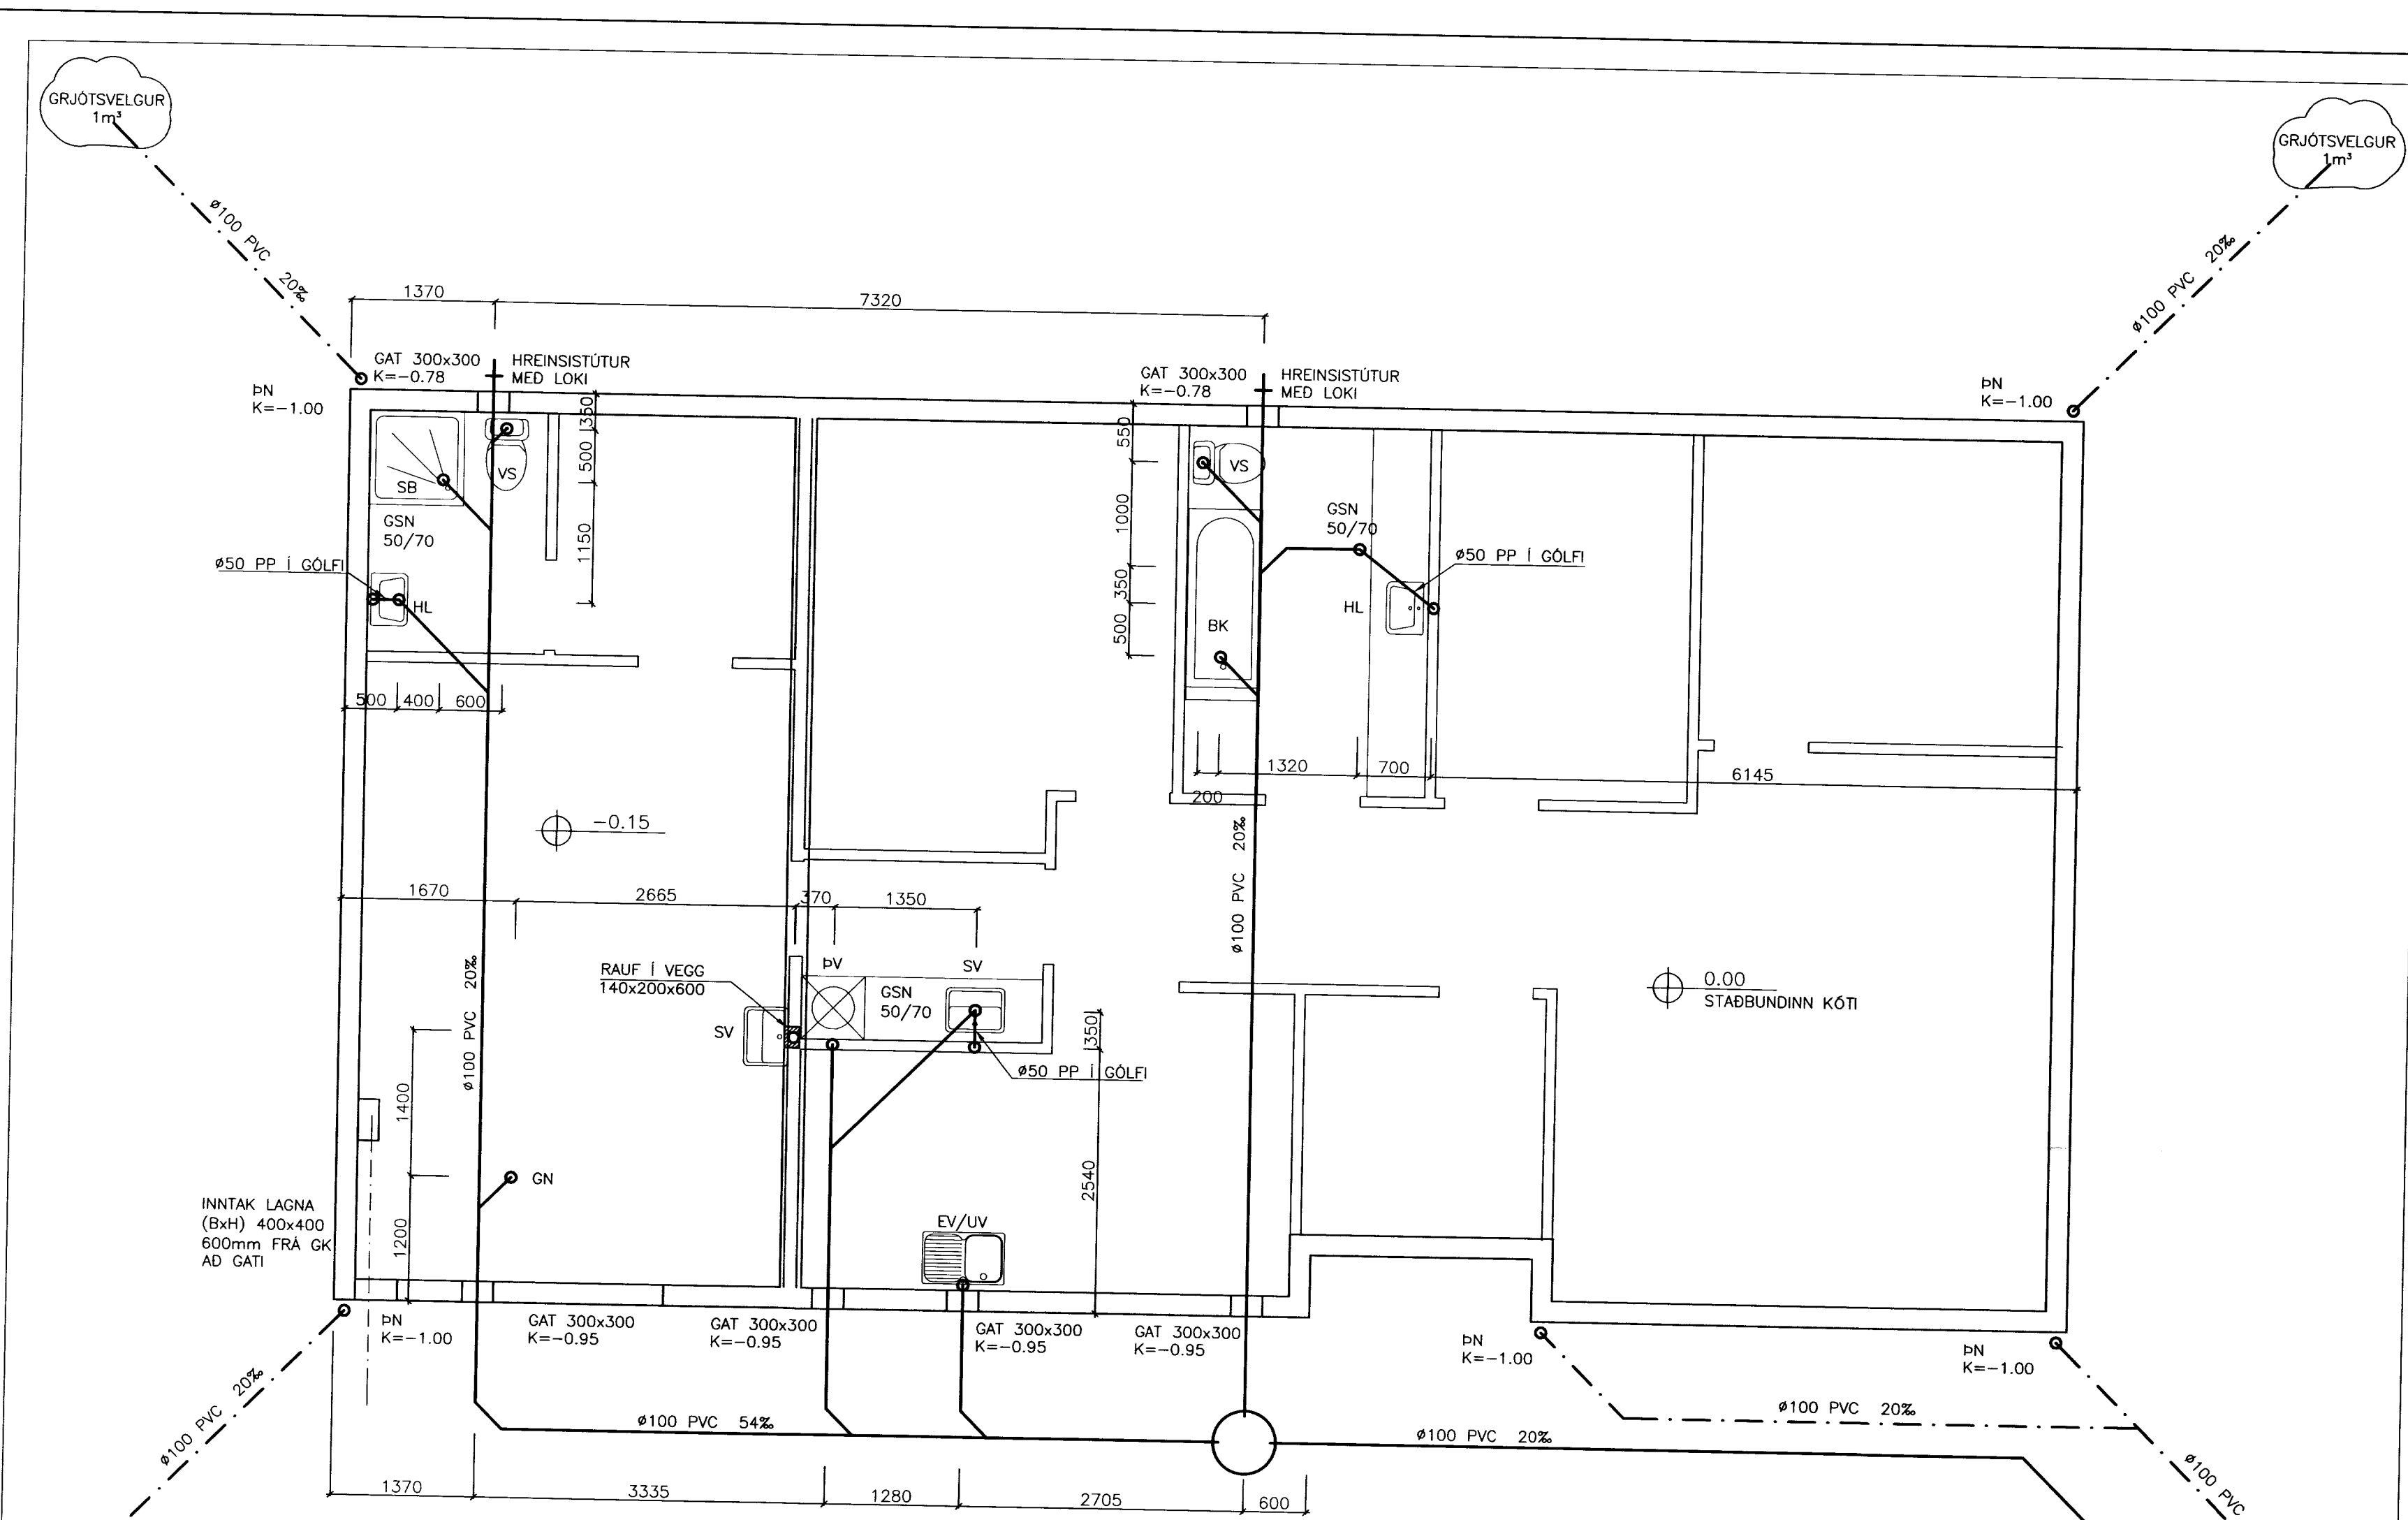 GRJÓTSVELGUR
1m³
GRJÓTSVELGUR
1m³
ø100 PVC 20‰
ø100 PVC 20‰
1370
7320
GAT 300x300
K=-0.78
HREINSISTÚTUR
MEÐ LOKI
GAT 300x300
K=-0.78
HREINSISTÚTUR
MEÐ LOKI
ÞN
K=-1.00
ÞN
K=-1.00
350
500
1150
550
1000
350
500
SB
VS
VS
GSN
50/70
GSN
50/70
ø50 PP Í GÓLFI
ø50 PP Í GÓLFI
HL
HL
BK
500
400
600
1320
700
6145
200
-0.15
ø100 PVC 20‰
1670
2665
370
1350
ø100 PVC 20‰
RAUF Í VEGG
140x200x600
ÞV
SV
GSN
50/70
SV
0.00
STAÐBUNDINN KÓTI
350
ø50 PP Í GÓLFI
1400
2540
GN
1200
INNTAK LAGNA
(BxH) 400x400
600mm FRÁ GK
AÐ GATI
EV/UV
ÞN
K=-1.00
GAT 300x300
K=-0.95
GAT 300x300
K=-0.95
GAT 300x300
K=-0.95
GAT 300x300
K=-0.95
ÞN
K=-1.00
ÞN
K=-1.00
ø100 PVC 20‰
ø100 PVC 54‰
ø100 PVC 20‰
ø100 PVC 20‰
ø100 PVC
1370
3335
1280
2705
600